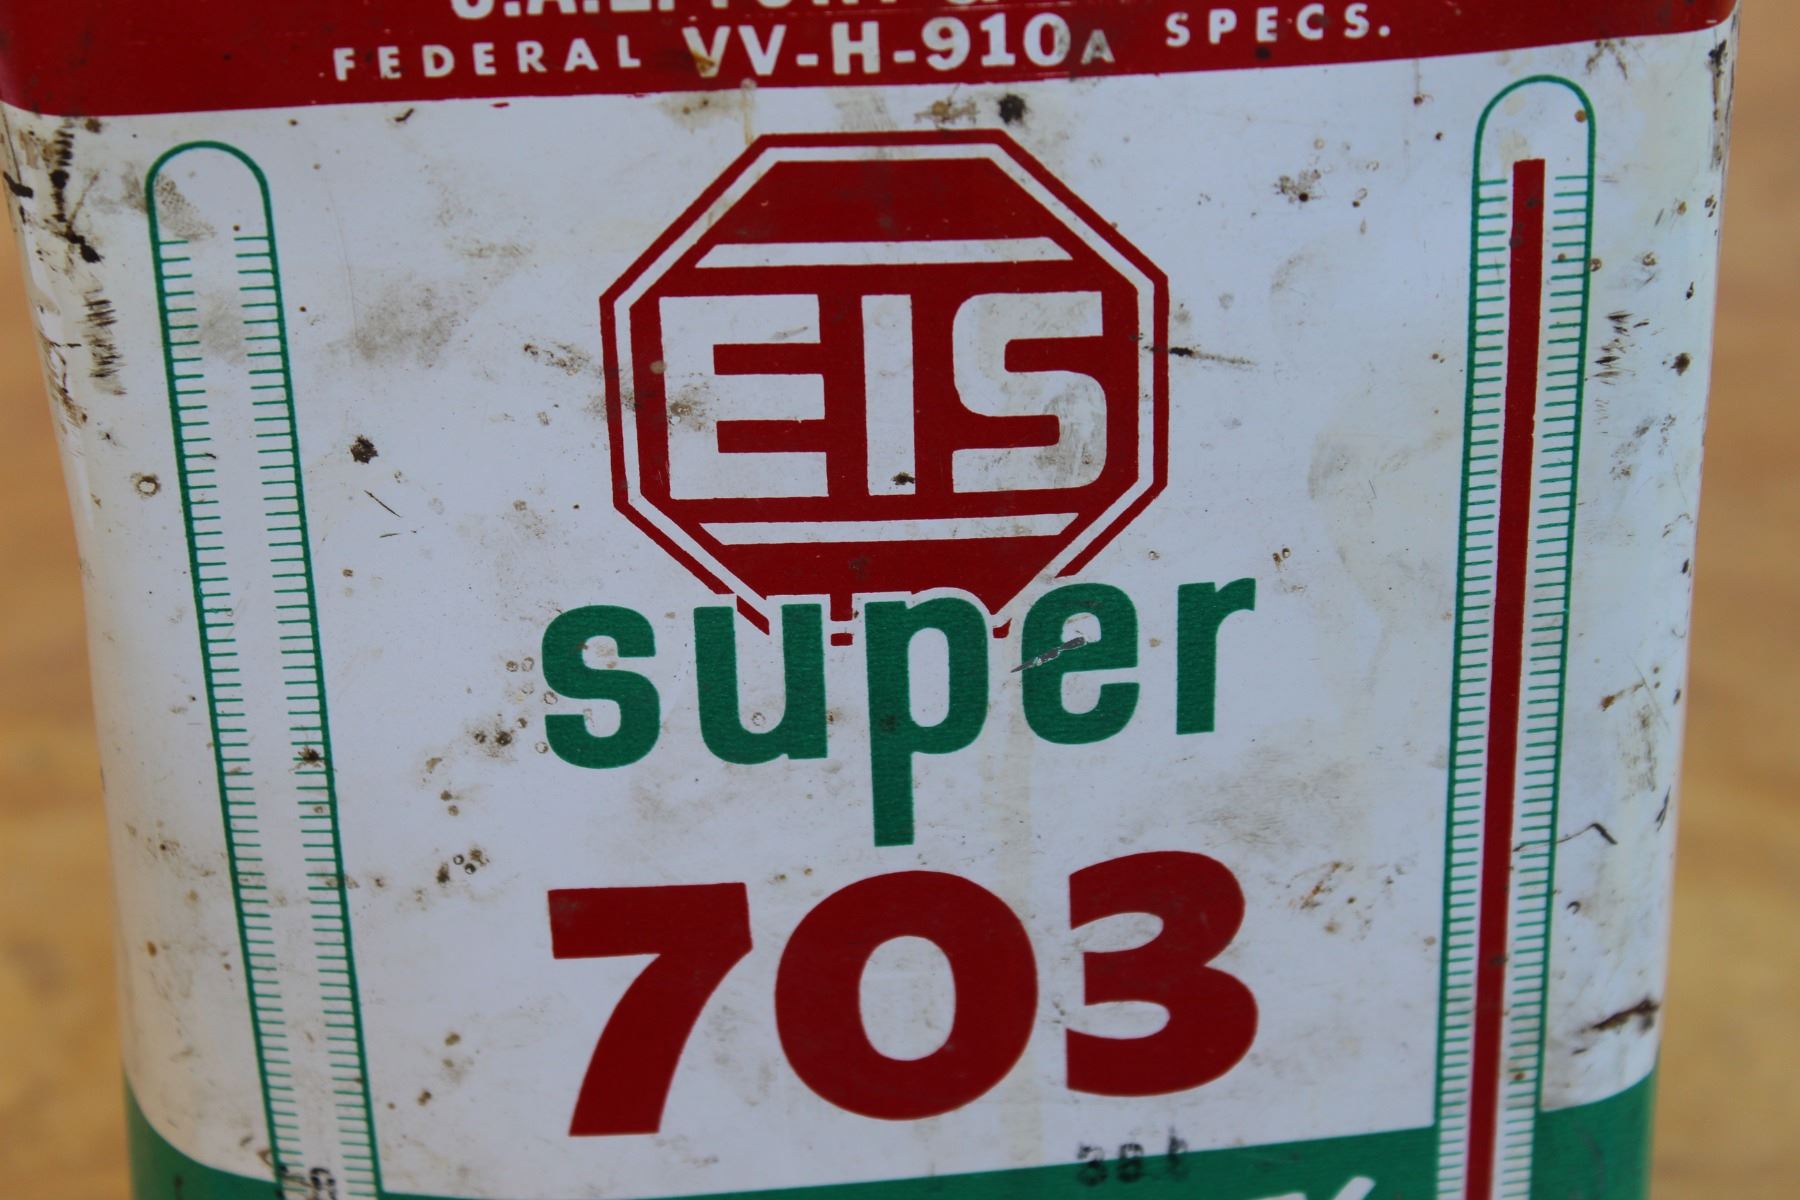 FEDERAL VV-H-910A SPECS.
EIS
super
703